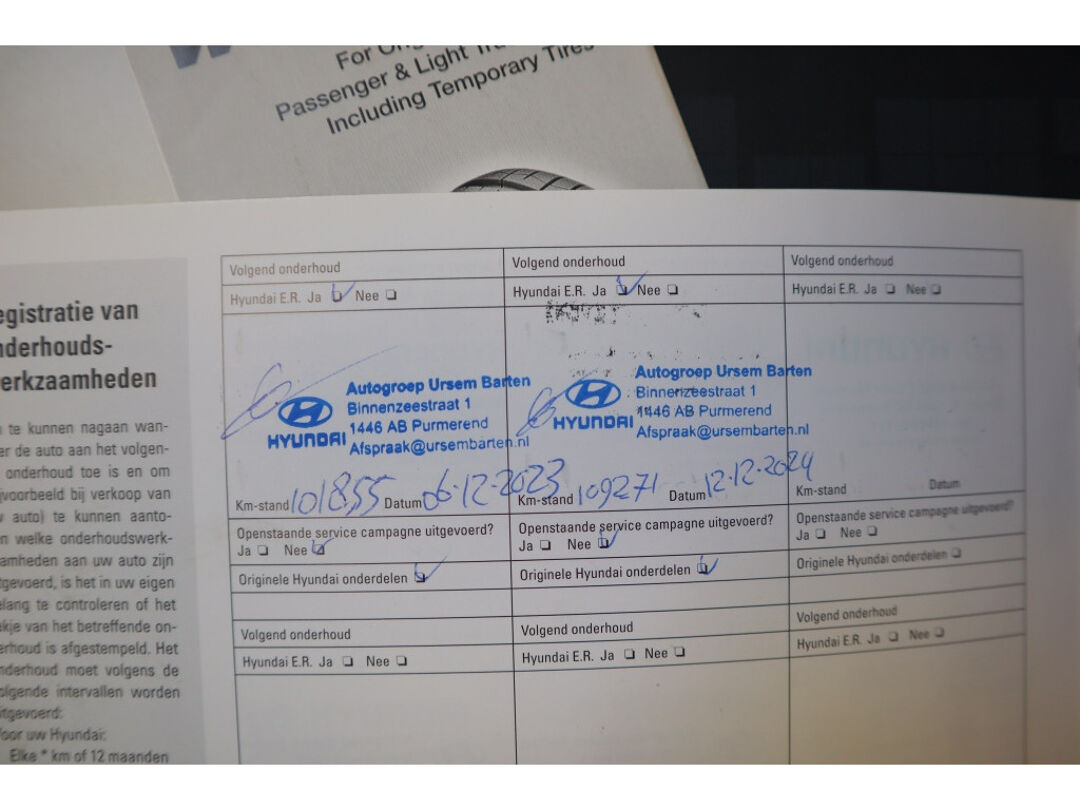 For
Passenger & Light
Including Temporary Tires
egistratie van
nderhouds-
erkzaamheden
te kunnen nagaan wan-
er de auto aan het volgen-
onderhoud toe is en om
jvoorbeeld bij verkoop van
auto) te kunnen aanto-
n welke onderhoudswerk-
amheden aan uw auto zijn
tgevoerd, is het in uw eigen
elang te controleren of het
akje van het betreffende on-
erhoud is afgestempeld. Het
nderhoud moet volgens de
olgende intervallen worden
itgevoerd:
oor uw Hyundai:
Elke * km of 12 maanden
Volgend onderhoud
Hyundai E.R. Ja Nee
HYUNDAI
Autogroep Ursem Barten
Binnenzeestraat 1
1446 AB Purmerend
Afspraak@ursembarten.nl
Km-stand 101855 Datum 06-12-2023
Openstaande service campagne uitgevoerd?
Ja Nee
Originele Hyundai onderdelen
Volgend onderhoud
Hyundai E.R. Ja Nee
Volgend onderhoud
Hyundai E.R. Ja Nee
HYUNDAI
Autogroep Ursem Barten
Binnenzeestraat 1
1446 AB Purmerend
Afspraak@ursembarten.nl
Km-stand 109271 Datum 12-12-2024
Openstaande service campagne uitgevoerd?
Ja Nee
Originele Hyundai onderdelen
Volgend onderhoud
Hyundai E.R. Ja Nee
Volgend onderhoud
Hyundai E.R. Ja Nee
Km-stand Datum
Openstaande service campagne uitgevoerd?
Ja Nee
Originele Hyundai onderdelen
Volgend onderhoud
Hyundai E.R. Ja Nee